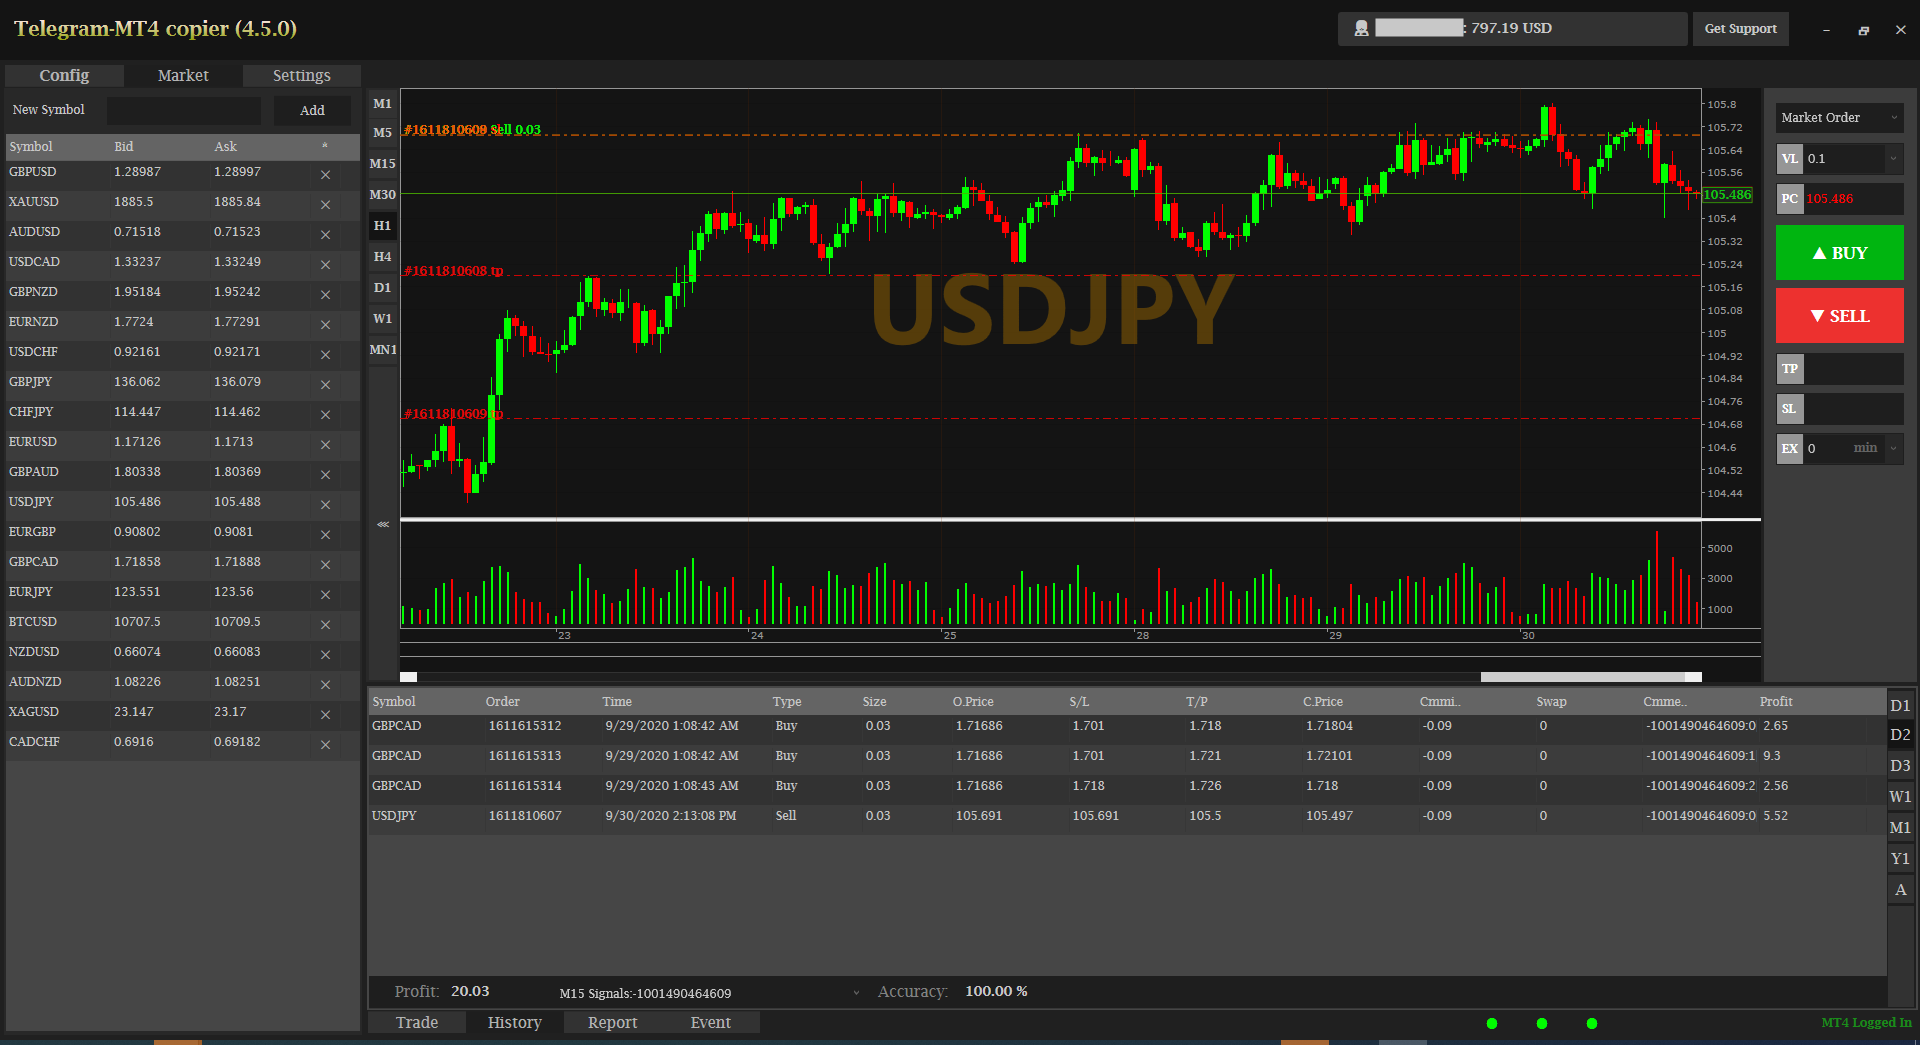 Telegram-MT4 copier (4.5.0)
: 797.19 USD
Get Support
Config Market Settings
New Symbol Add
Symbol Bid Ask *
GBPUSD 1.28987 1.28997
XAUUSD 1885.5 1885.84
AUDUSD 0.71518 0.71523
USDCAD 1.33237 1.33249
GBPNZD 1.95184 1.95242
EURNZD 1.7724 1.77291
USDCHF 0.92161 0.92171
GBPJPY 136.062 136.079
CHFJPY 114.447 114.462
EURUSD 1.17126 1.1713
GBPAUD 1.80338 1.80369
USDJPY 105.486 105.488
EURGBP 0.90802 0.9081
GBPCAD 1.71858 1.71888
EURJPY 123.551 123.56
BTCUSD 10707.5 10709.5
NZDUSD 0.66074 0.66083
AUDNZD 1.08226 1.08251
XAGUSD 23.147 23.17
CADCHF 0.6916 0.69182
M1
M5
M15
M30
H1
H4
D1
W1
MN1
#1611810609 Sell 0.03
#1611810608 tp
#1611810609 tp
USDJPY
105.8
105.72
105.64
105.56
105.486
105.4
105.32
105.24
105.16
105.08
105
104.92
104.84
104.76
104.68
104.6
104.52
104.44
5000
3000
1000
23 24 25 28 29 30
Market Order
VL 0.1
PC 105.486
▲ BUY
▼ SELL
TP
SL
EX 0 min
Symbol Order Time Type Size O.Price S/L T/P C.Price Cmmi.. Swap Cmme.. Profit
GBPCAD 1611615312 9/29/2020 1:08:42 AM Buy 0.03 1.71686 1.701 1.718 1.71804 -0.09 0 -1001490464609:0 2.65
GBPCAD 1611615313 9/29/2020 1:08:42 AM Buy 0.03 1.71686 1.701 1.721 1.72101 -0.09 0 -1001490464609:1 9.3
GBPCAD 1611615314 9/29/2020 1:08:43 AM Buy 0.03 1.71686 1.718 1.726 1.718 -0.09 0 -1001490464609:2 2.56
USDJPY 1611810607 9/30/2020 2:13:08 PM Sell 0.03 105.691 105.691 105.5 105.497 -0.09 0 -1001490464609:0 5.52
D1
D2
D3
W1
M1
Y1
A
Profit: 20.03 M15 Signals:-1001490464609 Accuracy: 100.00 %
Trade History Report Event
MT4 Logged In